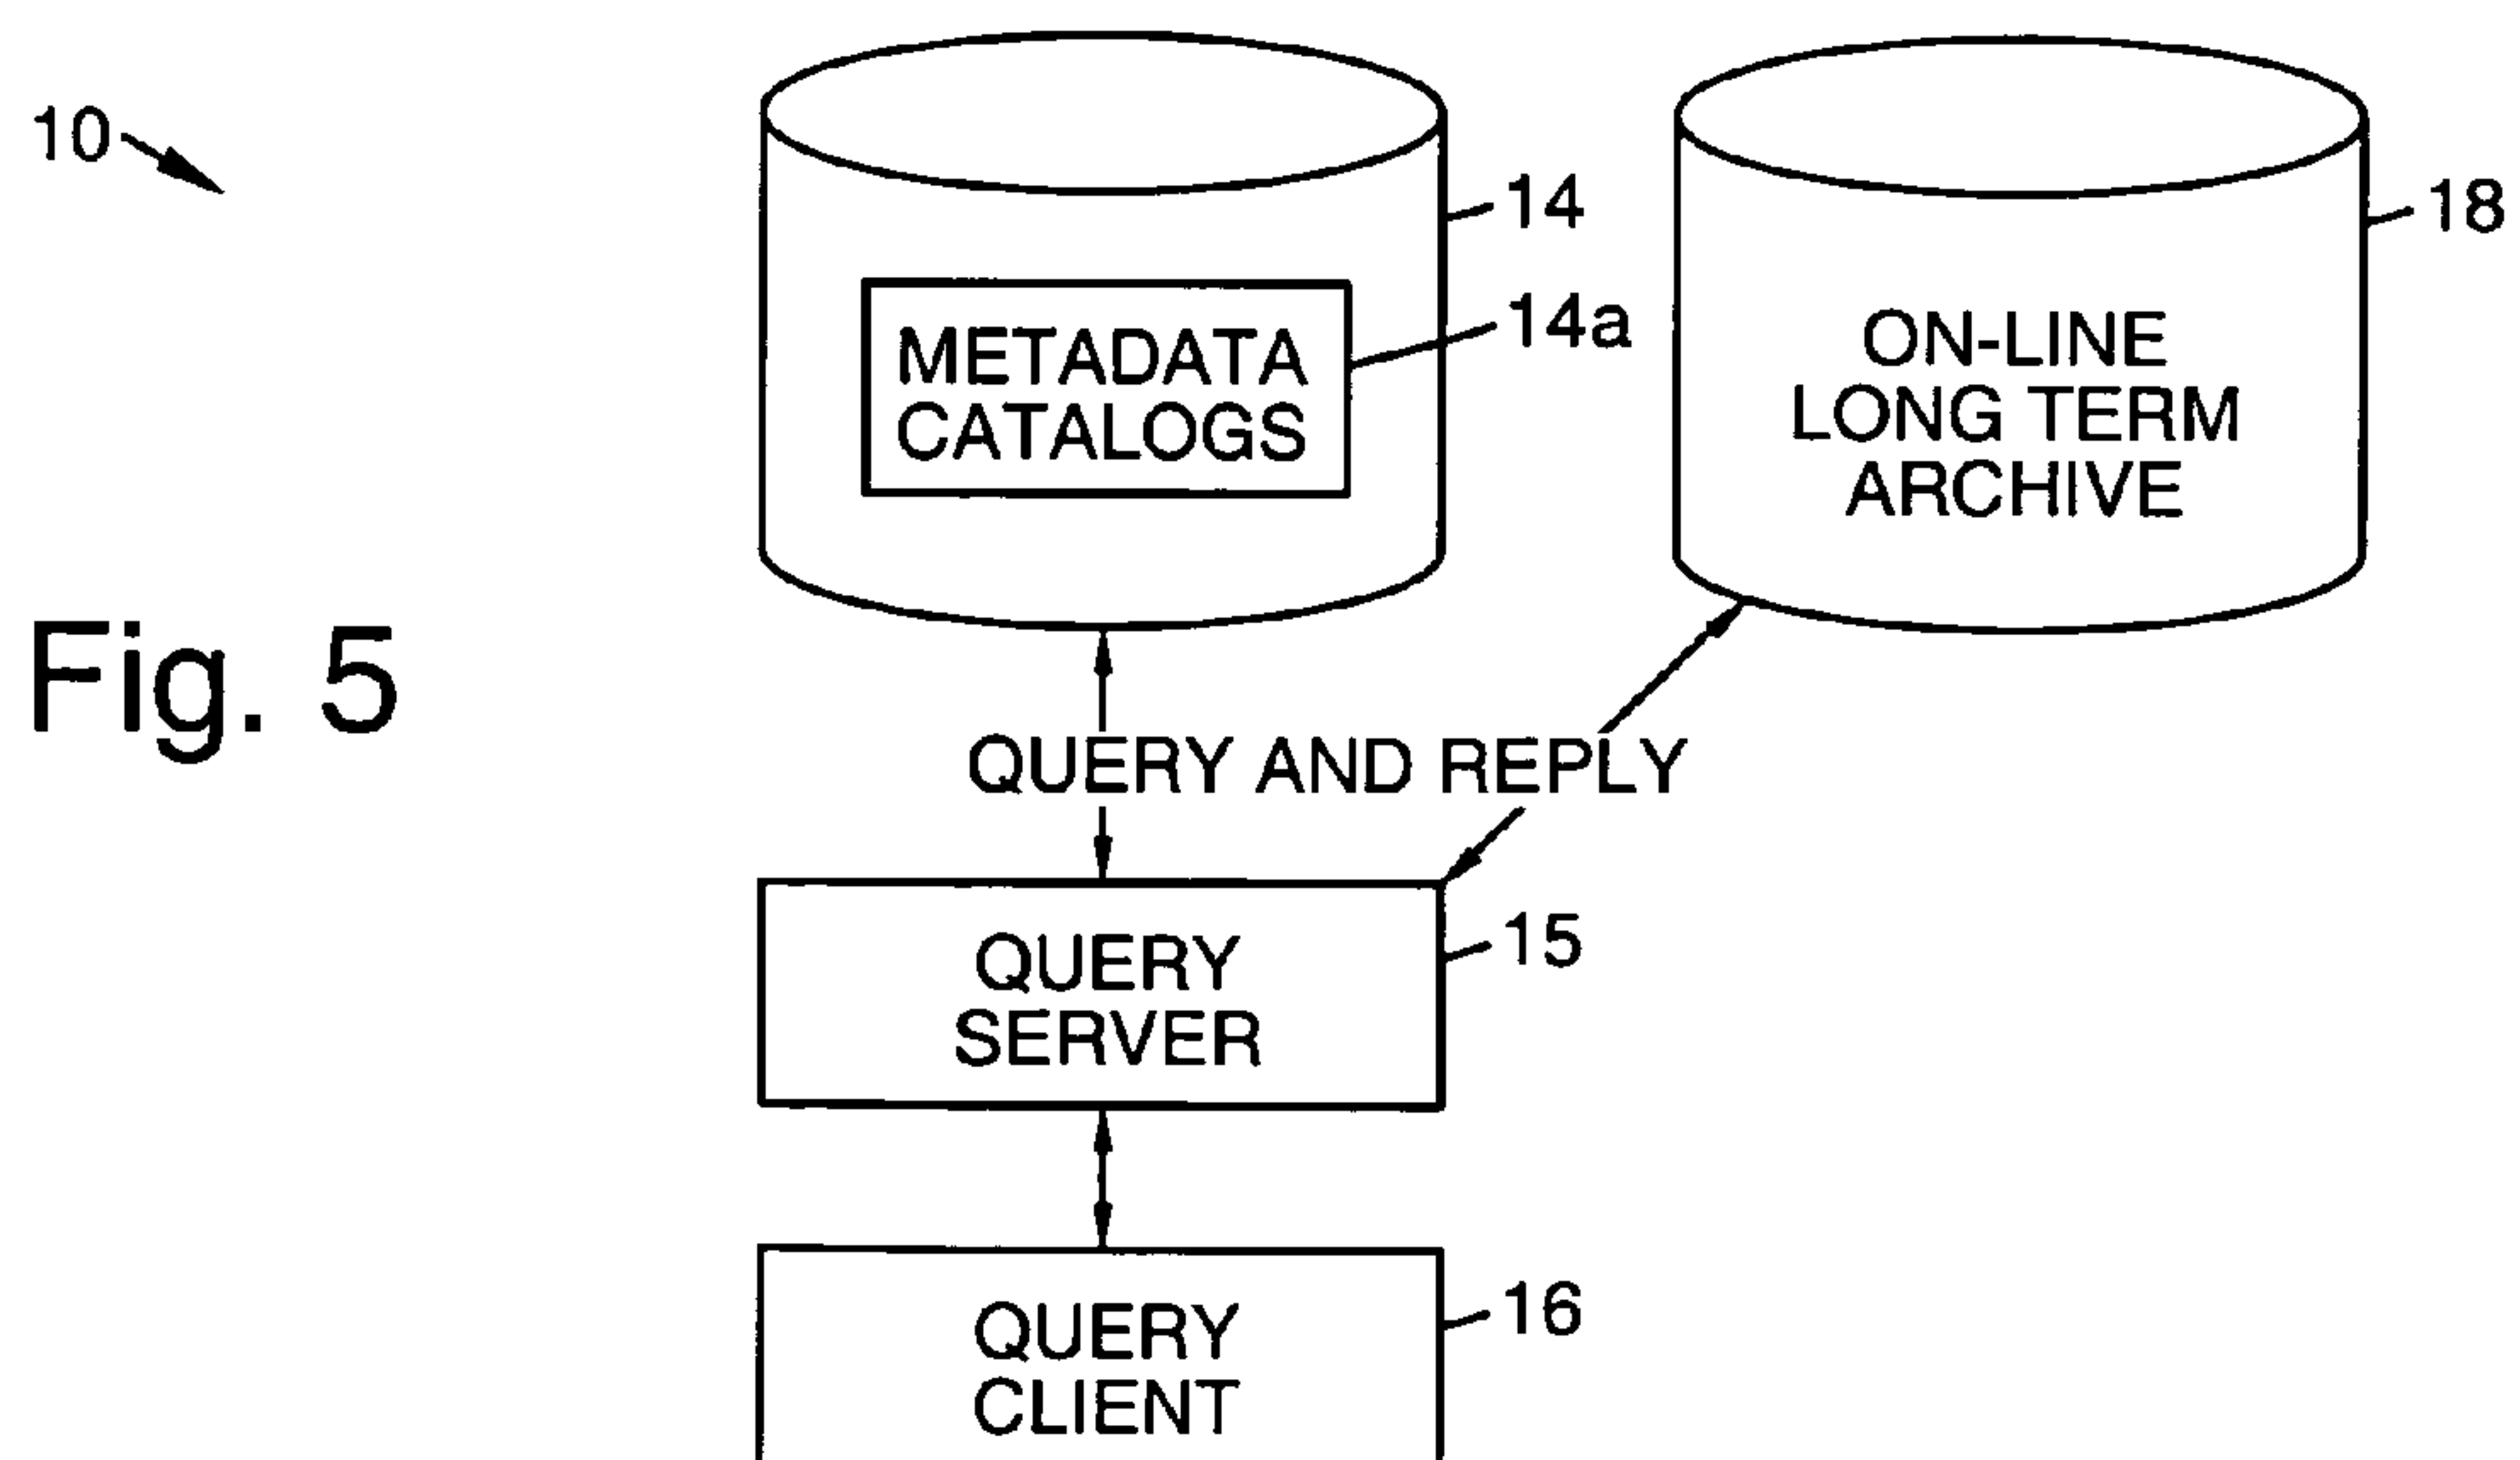 10
14
18
14a
METADATA
CATALOGS
ON-LINE
LONG TERM
ARCHIVE
Fig. 5
QUERY AND REPLY
15
QUERY
SERVER
16
QUERY
CLIENT